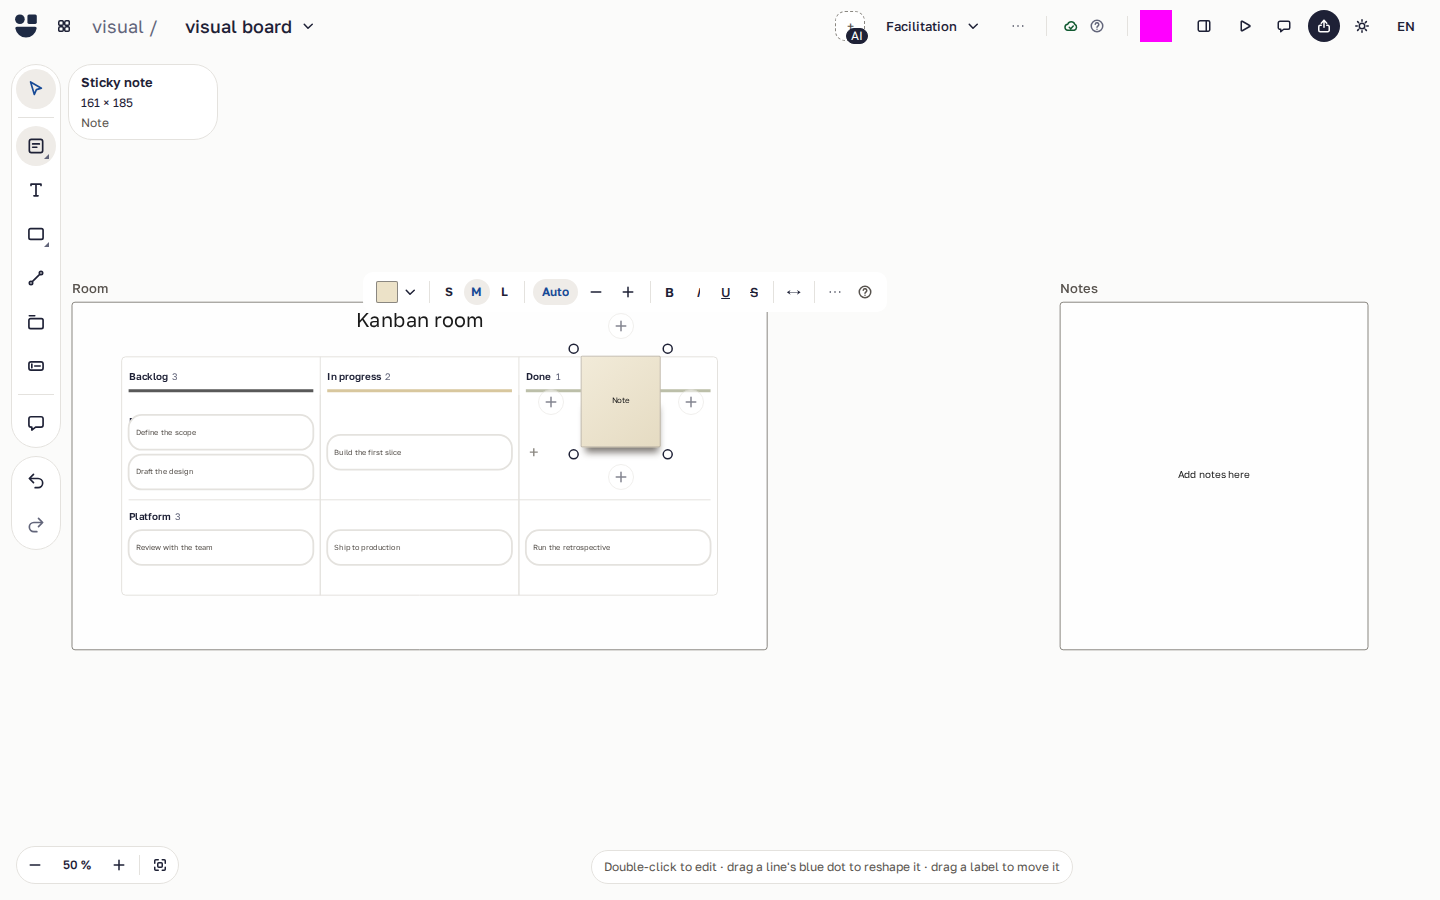 visual / visual board
AI
Facilitation
EN
Sticky note
161 × 185
Note
Room
S M L Auto B I U S
Notes
Kanban room
Backlog 3
In progress 2
Done 1
Note
Define the scope
Build the first slice
Draft the design
Add notes here
Platform 3
Review with the team
Ship to production
Run the retrospective
50 %
Double-click to edit · drag a line's blue dot to reshape it · drag a label to move it